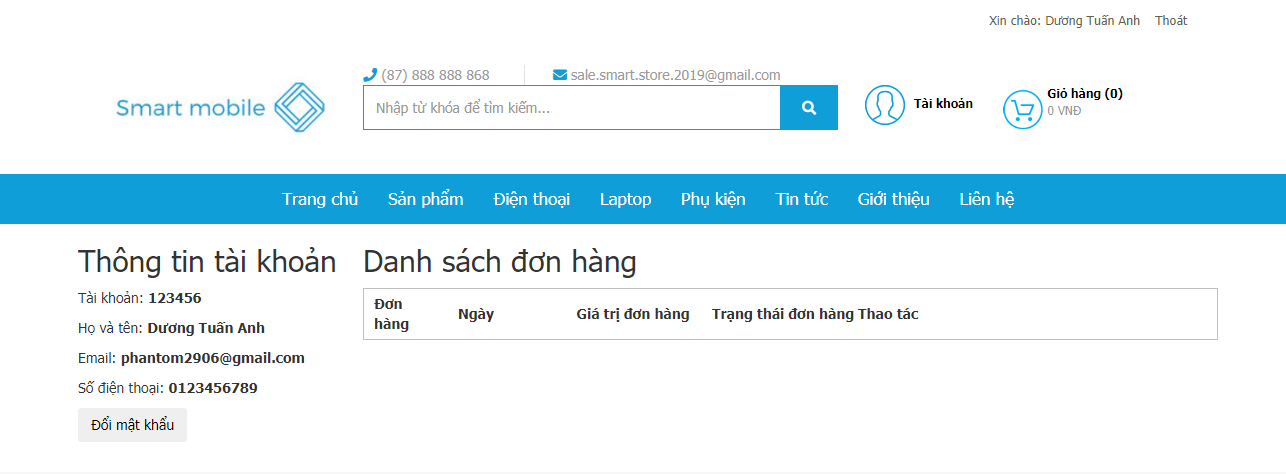 Xin chào: Dương Tuấn Anh Thoát
(87) 888 888 868 sale.smart.store.2019@gmail.com
Smart mobile
Nhập từ khóa để tìm kiếm...
Tài khoản
Giỏ hàng (0)
0 VNĐ
Trang chủ Sản phẩm Điện thoại Laptop Phụ kiện Tin tức Giới thiệu Liên hệ
Thông tin tài khoản
Tài khoản: 123456
Họ và tên: Dương Tuấn Anh
Email: phantom2906@gmail.com
Số điện thoại: 0123456789
Đổi mật khẩu
Danh sách đơn hàng
Đơn hàng Ngày Giá trị đơn hàng Trạng thái đơn hàng Thao tác